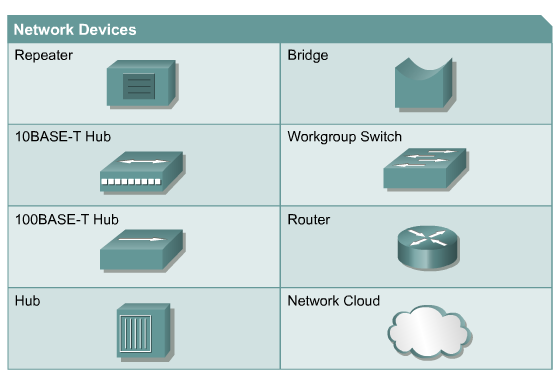 Network Devices
Repeater
Bridge
10BASE-T Hub
Workgroup Switch
100BASE-T Hub
Router
Hub
Network Cloud